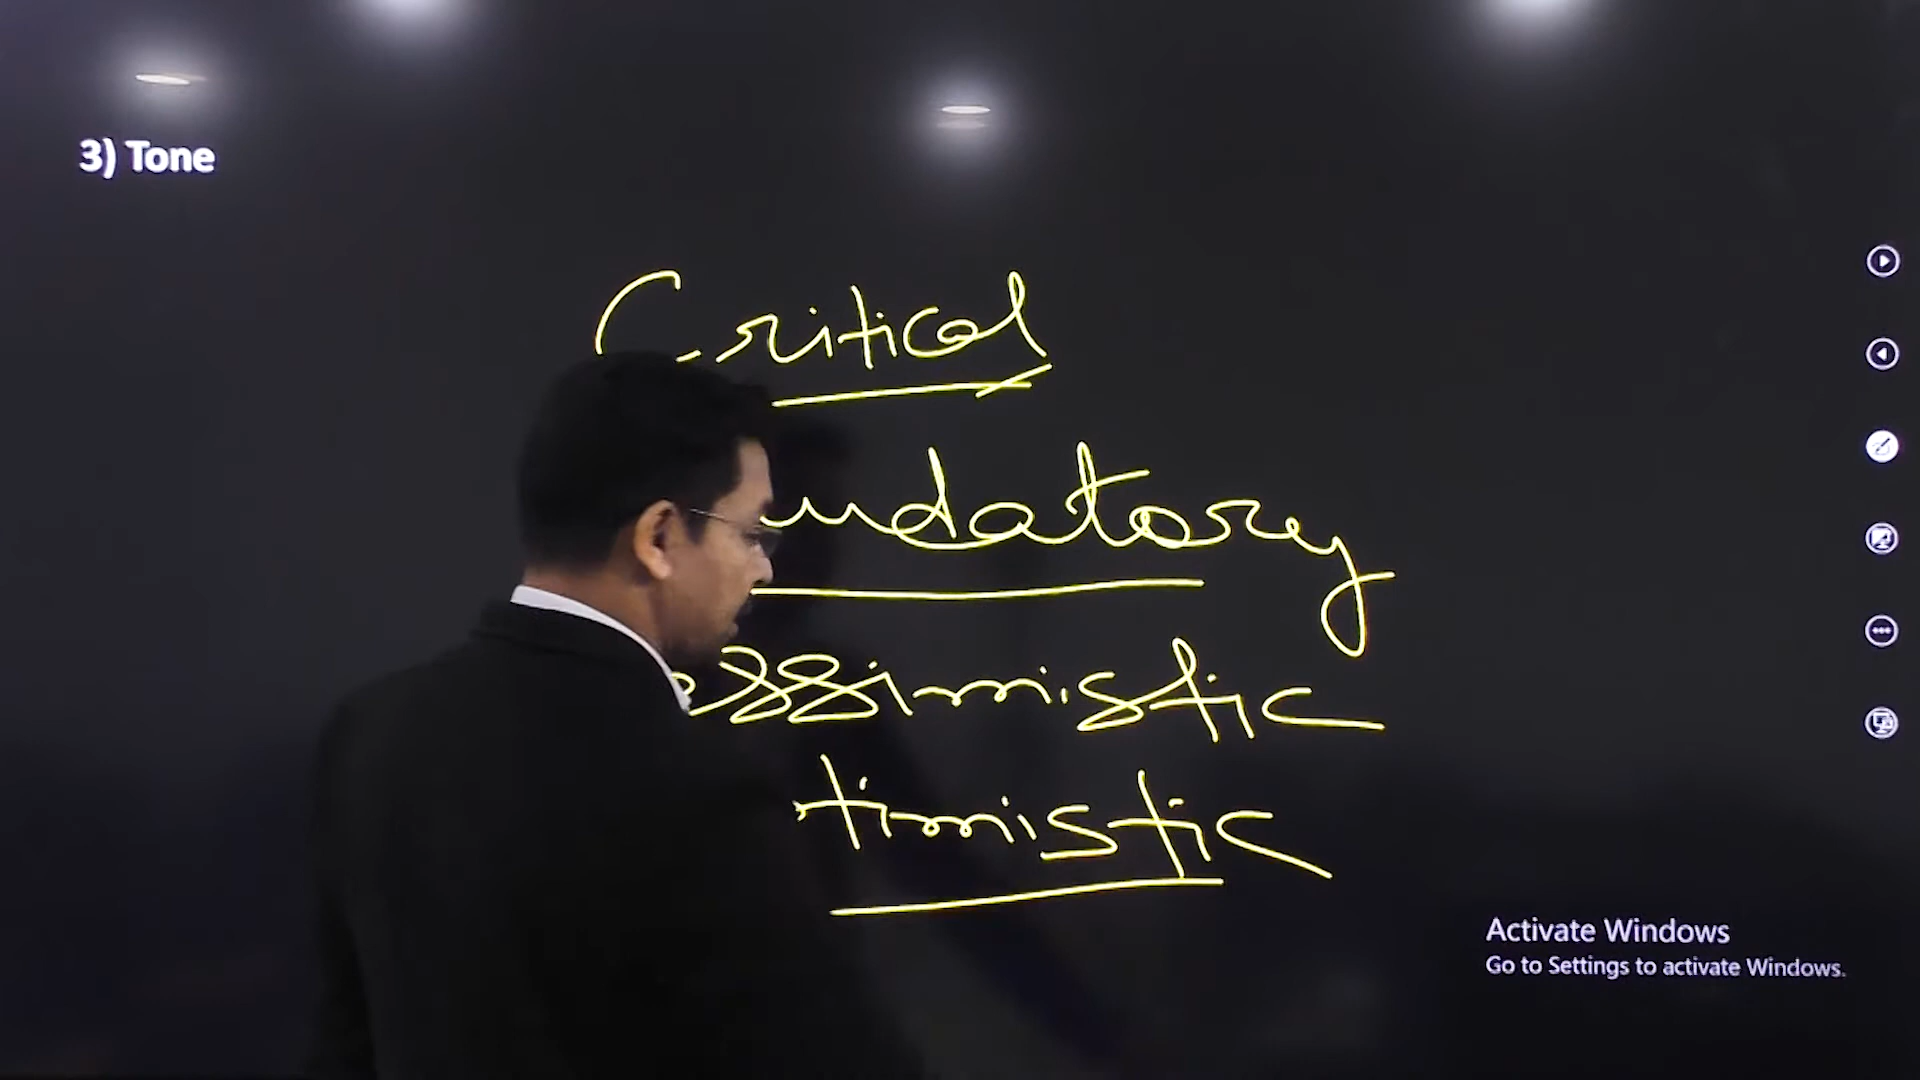 3) Tone
Critical
udatory
ssimistic
timistic
Activate Windows
Go to Settings to activate Windows.